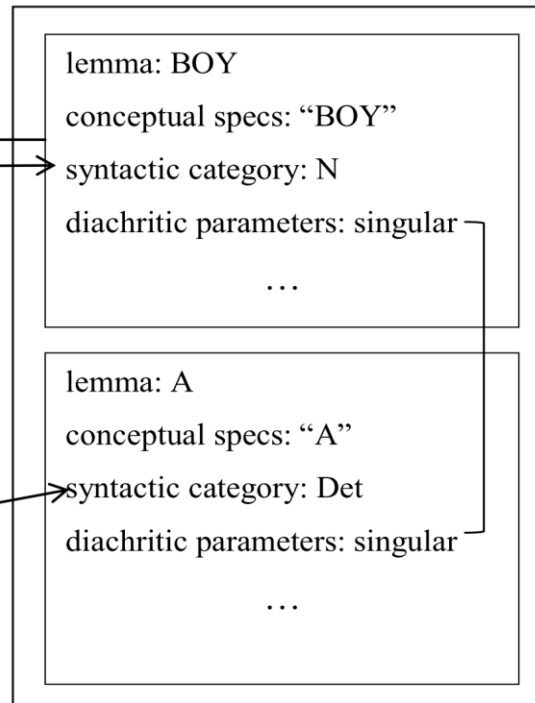 lemma: BOY
conceptual specs: “BOY”
syntactic category: N
diachritic parameters: singular
…
lemma: A
conceptual specs: “A”
syntactic category: Det
diachritic parameters: singular
…